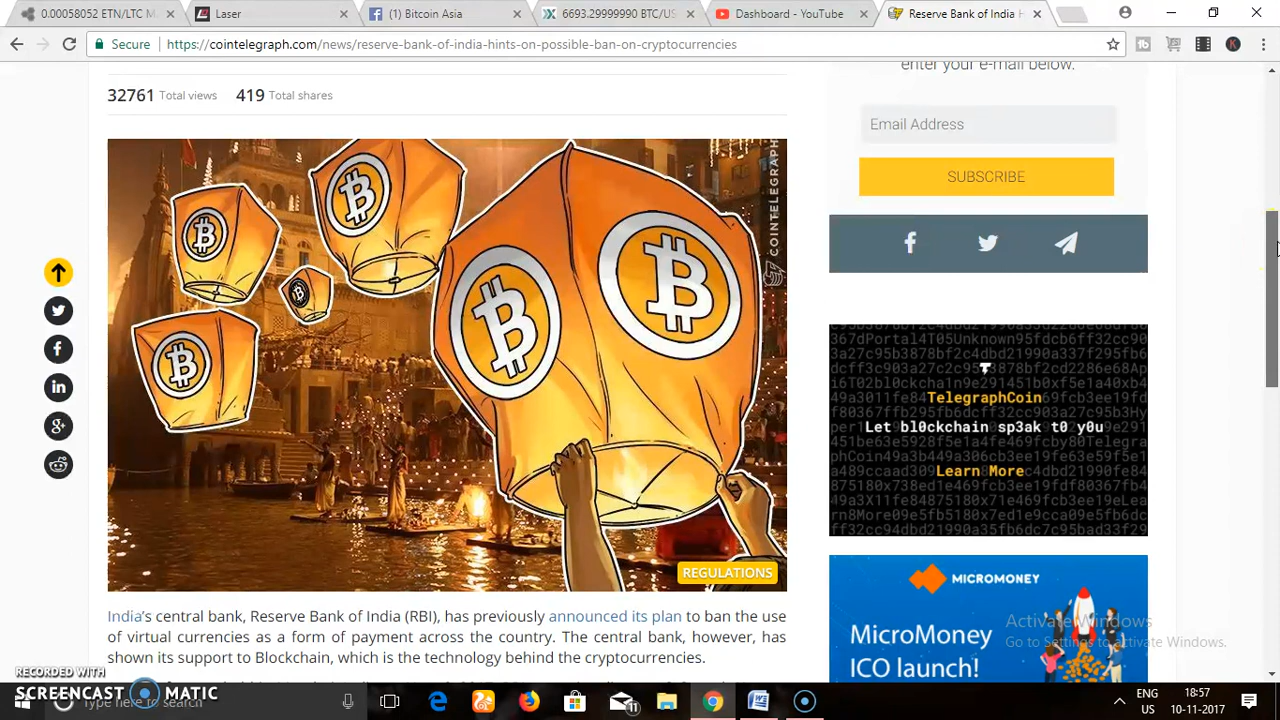 0.00058052 ETN/LTC M
Laser
(1) Bitcoin Asia
6693.29999990 BTC/US
Dashboard - YouTube
Reserve Bank of India H
Secure
https://cointelegraph.com/news/reserve-bank-of-india-hints-on-possible-ban-on-cryptocurrencies
enter your e-mail below.
32761 Total views 419 Total shares
Email Address
SUBSCRIBE
COINTELEGRAPH
TelegraphCoin
Let bl0ckchain sp3ak t0 y0u
Learn More
REGULATIONS
MICROMONEY
MicroMoney
ICO launch!
India's central bank, Reserve Bank of India (RBI), has previously announced its plan to ban the use
of virtual currencies as a form of payment across the country. The central bank, however, has
shown its support to Blockchain, which is the technology behind the cryptocurrencies.
Activate Windows
Go to Settings to activate Windows.
RECORDED WITH
SCREENCAST MATIC
Type here to search
11
ENG
US
18:57
10-11-2017